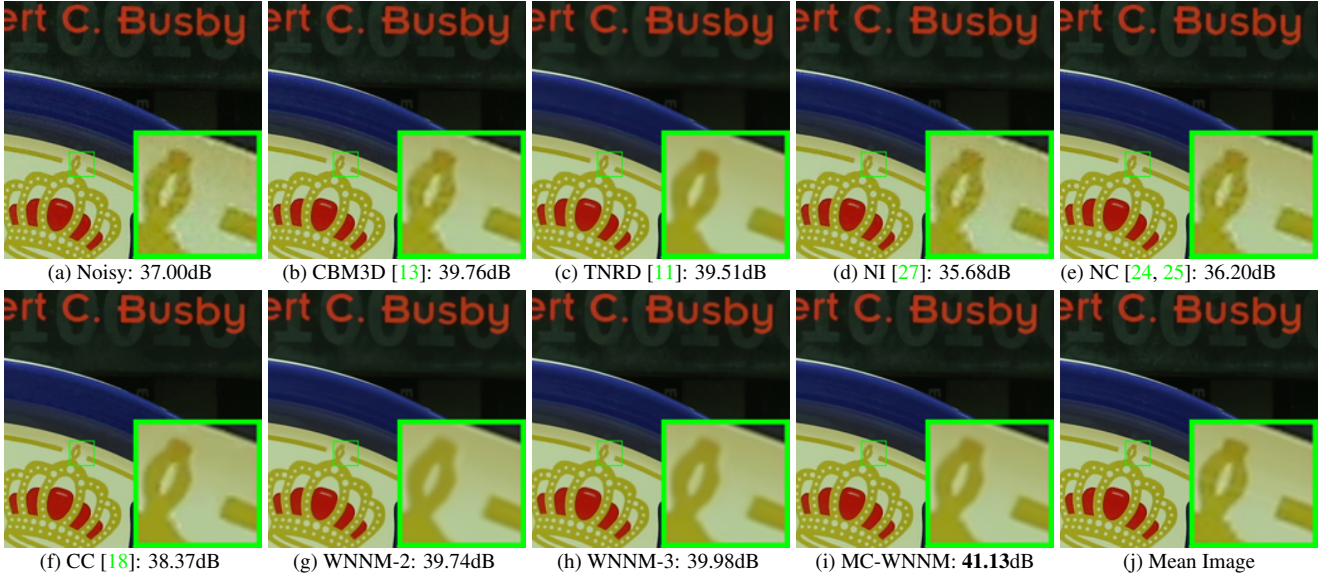 ert C. Busby
ert C. Busby
ert C. Busby
ert C. Busby
ert C. Busby
(a) Noisy: 37.00dB
(b) CBM3D [13]: 39.76dB
(c) TNRD [11]: 39.51dB
(d) NI [27]: 35.68dB
(e) NC [24, 25]: 36.20dB
ert C. Busby
ert C. Busby
ert C. Busby
ert C. Busby
ert C. Busby
(f) CC [18]: 38.37dB
(g) WNNM-2: 39.74dB
(h) WNNM-3: 39.98dB
(i) MC-WNNM: 41.13dB
(j) Mean Image